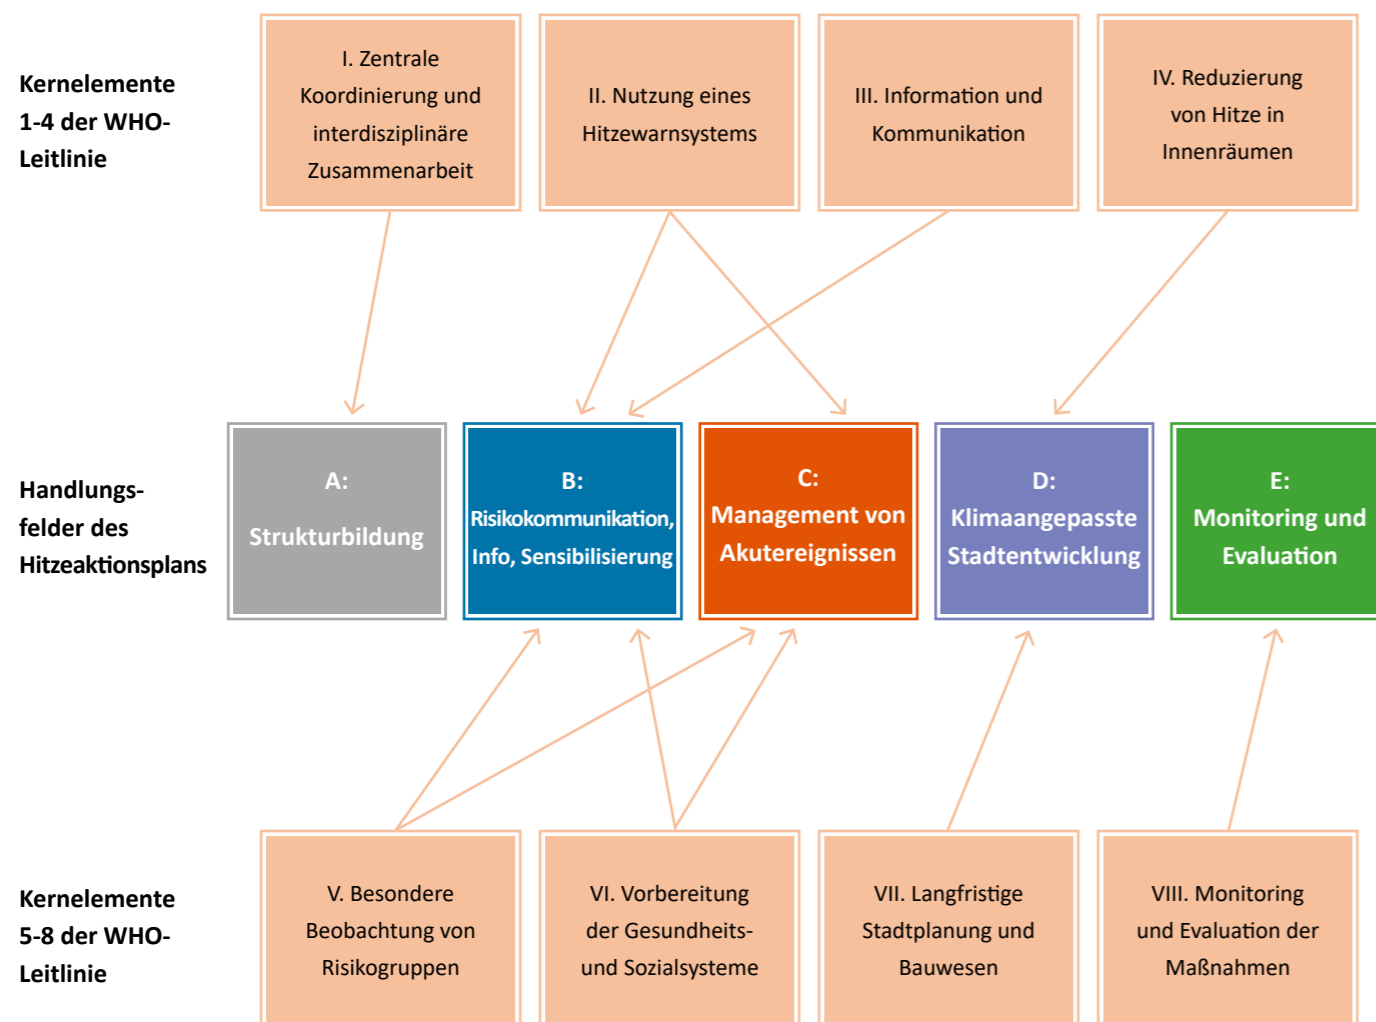 Kernelemente
1-4 der WHO-
Leitlinie
I. Zentrale
Koordinierung und
interdisziplinäre
Zusammenarbeit
II. Nutzung eines
Hitzewarnsystems
III. Information und
Kommunikation
IV. Reduzierung
von Hitze in
Innenräumen
Handlungs-
felder des
Hitzeaktionsplans
A:
Strukturbildung
B:
Risikokommunikation,
Info, Sensibilisierung
C:
Management von
Akutereignissen
D:
Klimaangepasste
Stadtentwicklung
E:
Monitoring und
Evaluation
Kernelemente
5-8 der WHO-
Leitlinie
V. Besondere
Beobachtung von
Risikogruppen
VI. Vorbereitung
der Gesundheits-
und Sozialsysteme
VII. Langfristige
Stadtplanung und
Bauwesen
VIII. Monitoring
und Evaluation der
Maßnahmen